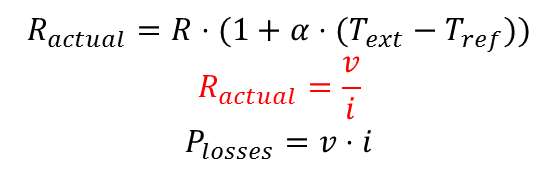 R_actual = R · (1 + α · (T_ext − T_ref))
R_actual = v/i
P_losses = v · i